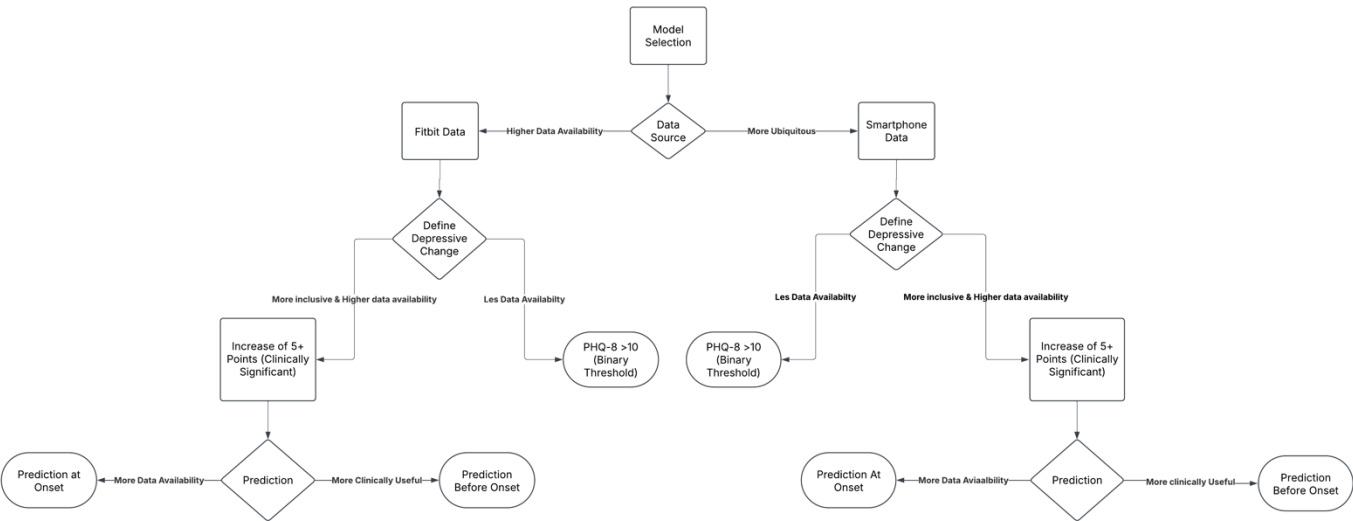 Model
Selection
Fitbit Data
Higher Data Availability
Data
Source
More Ubiquitous
Smartphone
Data
Define
Depressive
Change
Define
Depressive
Change
More inclusive & Higher data availability
Les Data Availabilty
Les Data Availabilty
More inclusive & Higher data availability
Increase of 5+
Points (Clinically
Significant)
PHQ-8 >10
(Binary
Threshold)
PHQ-8 >10
(Binary
Threshold)
Increase of 5+
Points (Clinically
Significant)
Prediction at
Onset
More Data Availability
Prediction
More Clinically Useful
Prediction
Before Onset
Prediction At
Onset
More Data Aviaalbility
Prediction
More clinically Useful
Prediction
Before Onset